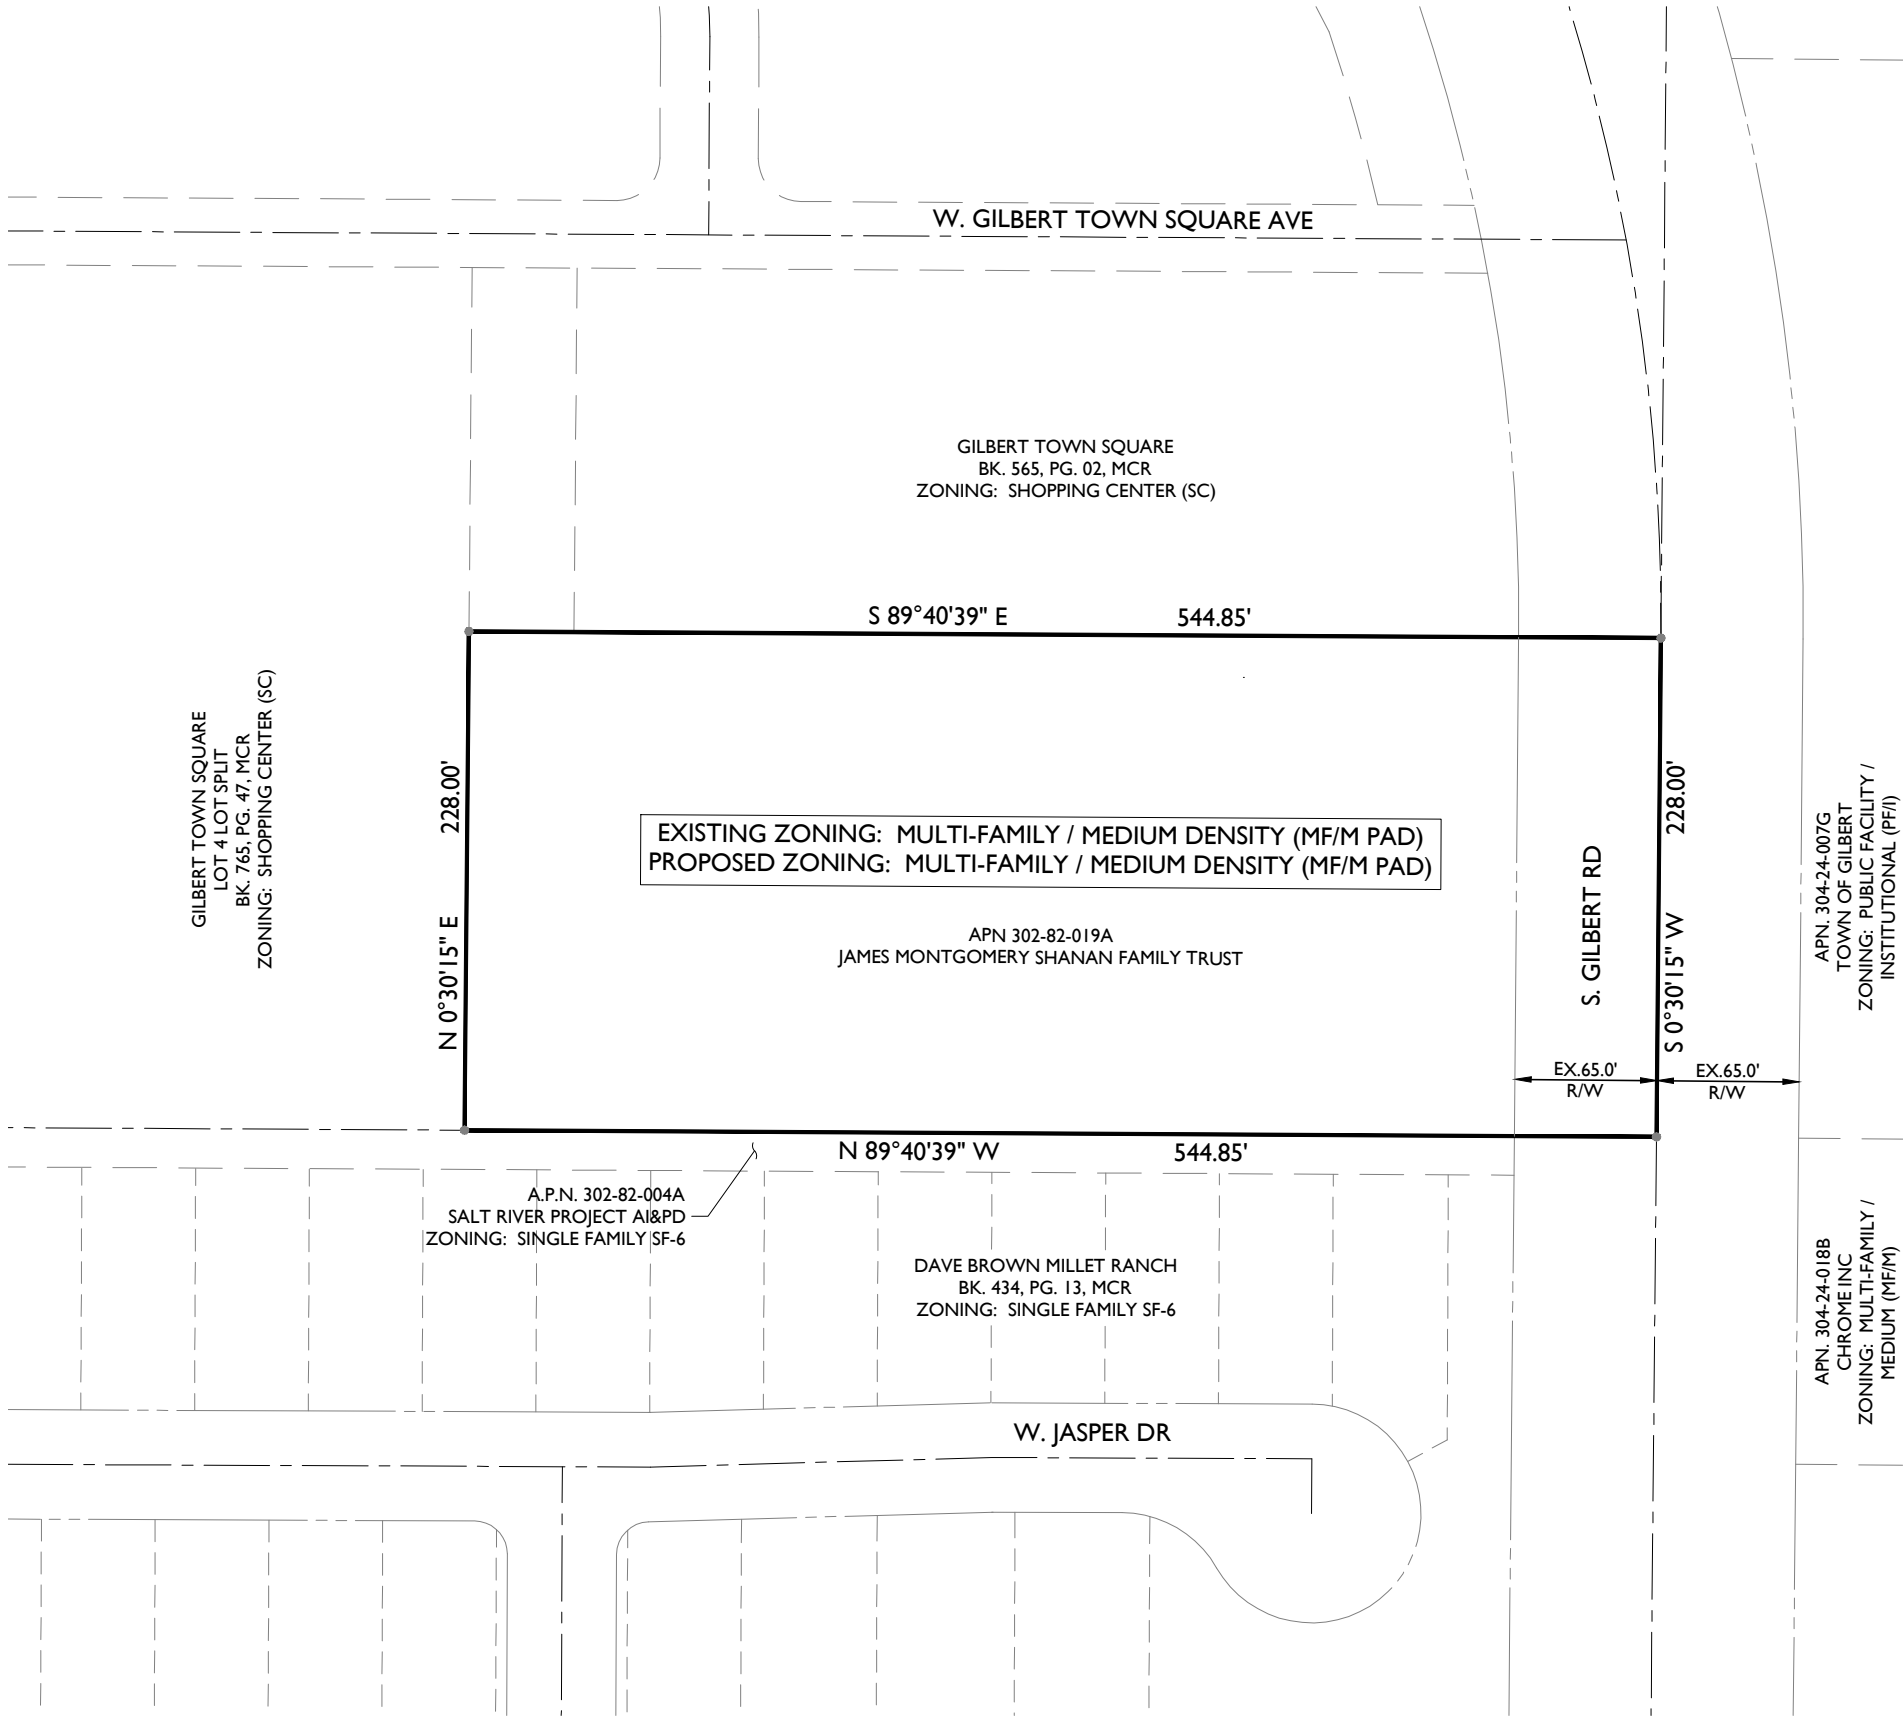 W. GILBERT TOWN SQUARE AVE
GILBERT TOWN SQUARE
BK. 565, PG. 02, MCR
ZONING: SHOPPING CENTER (SC)
S 89°40'39" E 544.85'
GILBERT TOWN SQUARE
LOT 4 LOT SPLIT
BK. 765, PG. 47, MCR
ZONING: SHOPPING CENTER (SC)
N 0°30'15" E 228.00'
EXISTING ZONING: MULTI-FAMILY / MEDIUM DENSITY (MF/M PAD)
PROPOSED ZONING: MULTI-FAMILY / MEDIUM DENSITY (MF/M PAD)
APN 302-82-019A
JAMES MONTGOMERY SHANAN FAMILY TRUST
S. GILBERT RD
S 0°30'15" W 228.00'
APN. 304-24-007G
TOWN OF GILBERT
ZONING: PUBLIC FACILITY /
INSTITUTIONAL (PF/I)
EX.65.0'
R/W
EX.65.0'
R/W
N 89°40'39" W 544.85'
A.P.N. 302-82-004A
SALT RIVER PROJECT AI&PD
ZONING: SINGLE FAMILY SF-6
DAVE BROWN MILLET RANCH
BK. 434, PG. 13, MCR
ZONING: SINGLE FAMILY SF-6
APN. 304-24-018B
CHROME INC
ZONING: MULTI-FAMILY /
MEDIUM (MF/M)
W. JASPER DR